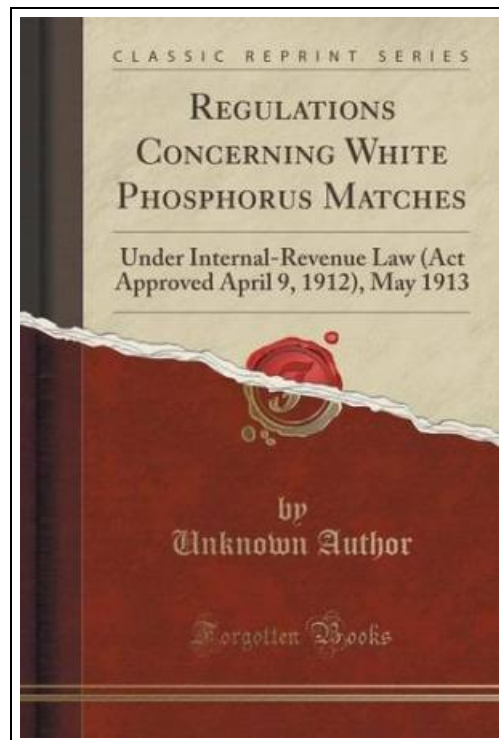 CLASSIC REPRINT SERIES
REGULATIONS
CONCERNING WHITE
PHOSPHORUS MATCHES
Under Internal-Revenue Law (Act
Approved April 9, 1912), May 1913
by
Unknown Author
Forgotten Books